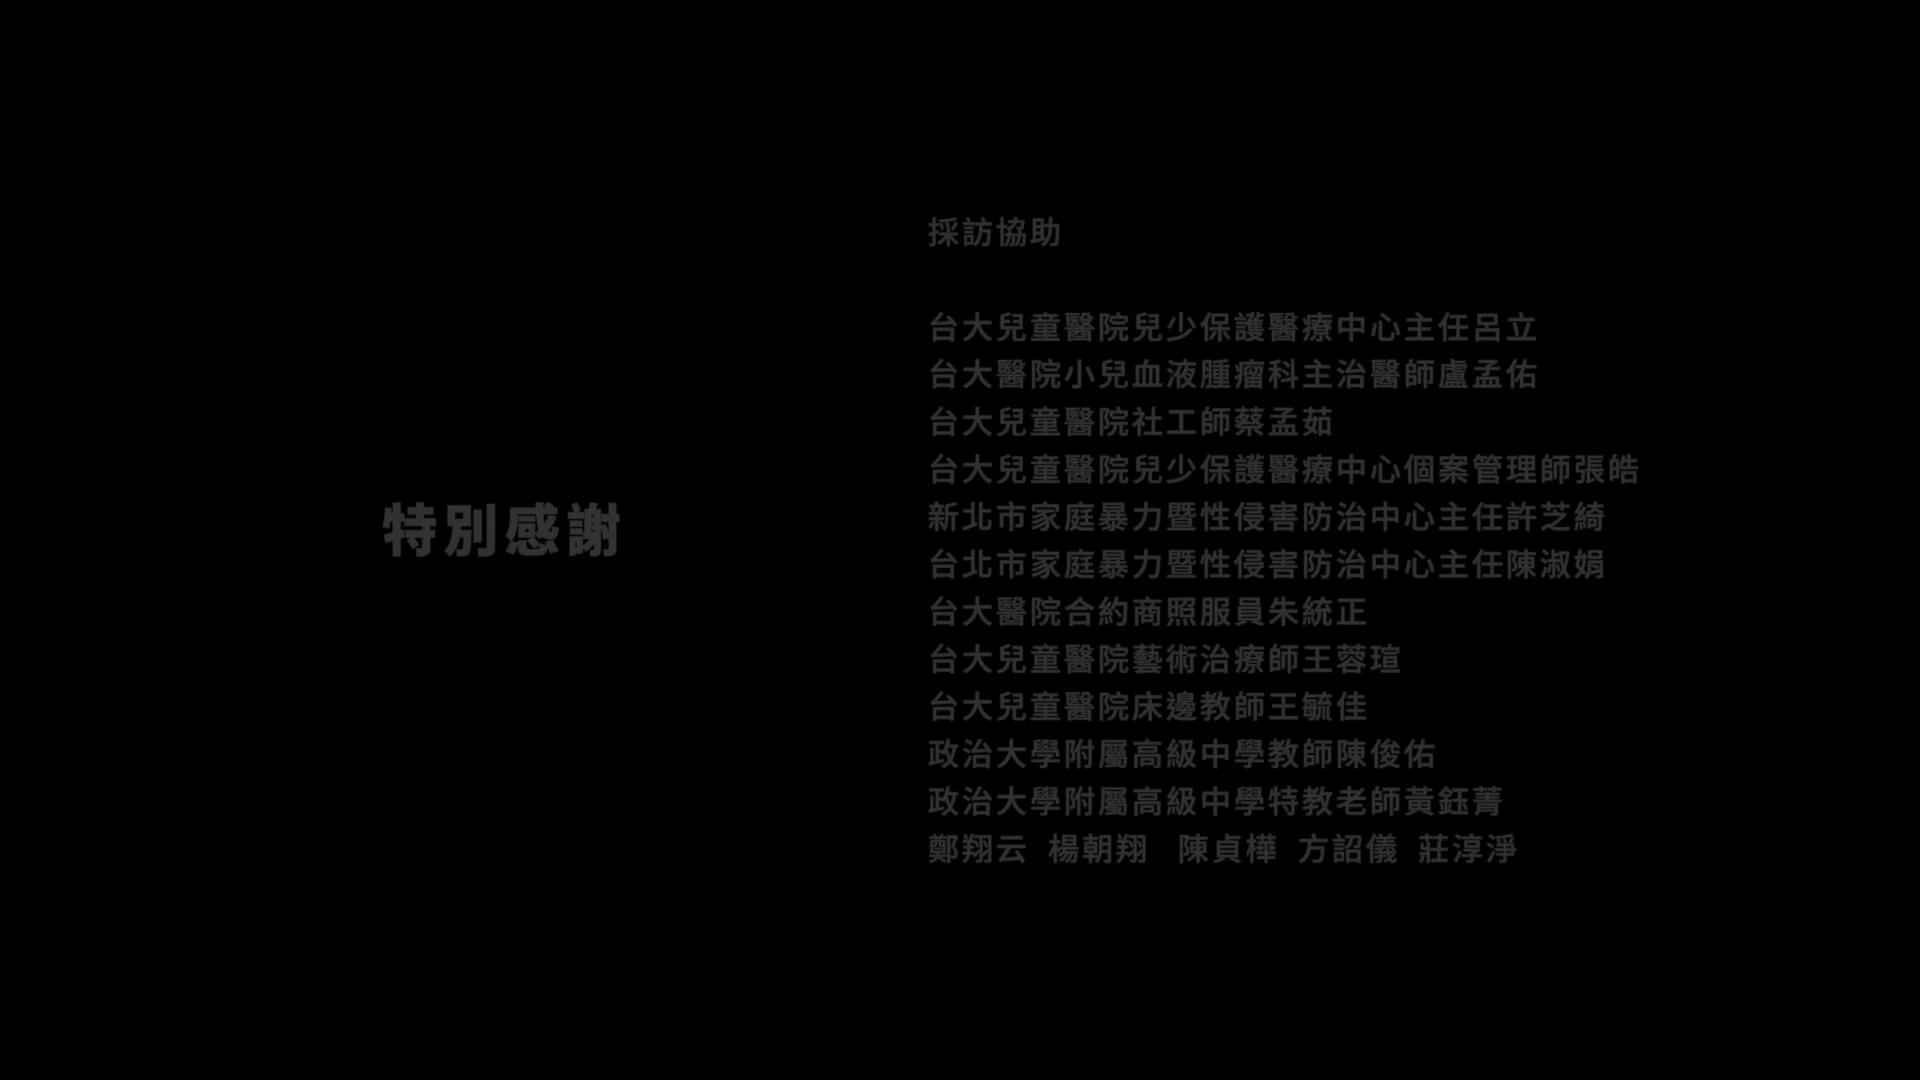 特別感謝
採訪協助
台大兒童醫院兒少保護醫療中心主任呂立
台大醫院小兒血液腫瘤科主治醫師盧孟佑
台大兒童醫院社工師蔡孟茹
台大兒童醫院兒少保護醫療中心個案管理師張皓
新北市家庭暴力暨性侵害防治中心主任許芝綺
台北市家庭暴力暨性侵害防治中心主任陳淑娟
台大醫院合約商照服員朱統正
台大兒童醫院藝術治療師王蓉瑄
台大兒童醫院床邊教師王毓佳
政治大學附屬高級中學教師陳俊佑
政治大學附屬高級中學特教老師黃鈺菁
鄭翔云 楊朝翔 陳貞樺 方詔儀 莊淳淨